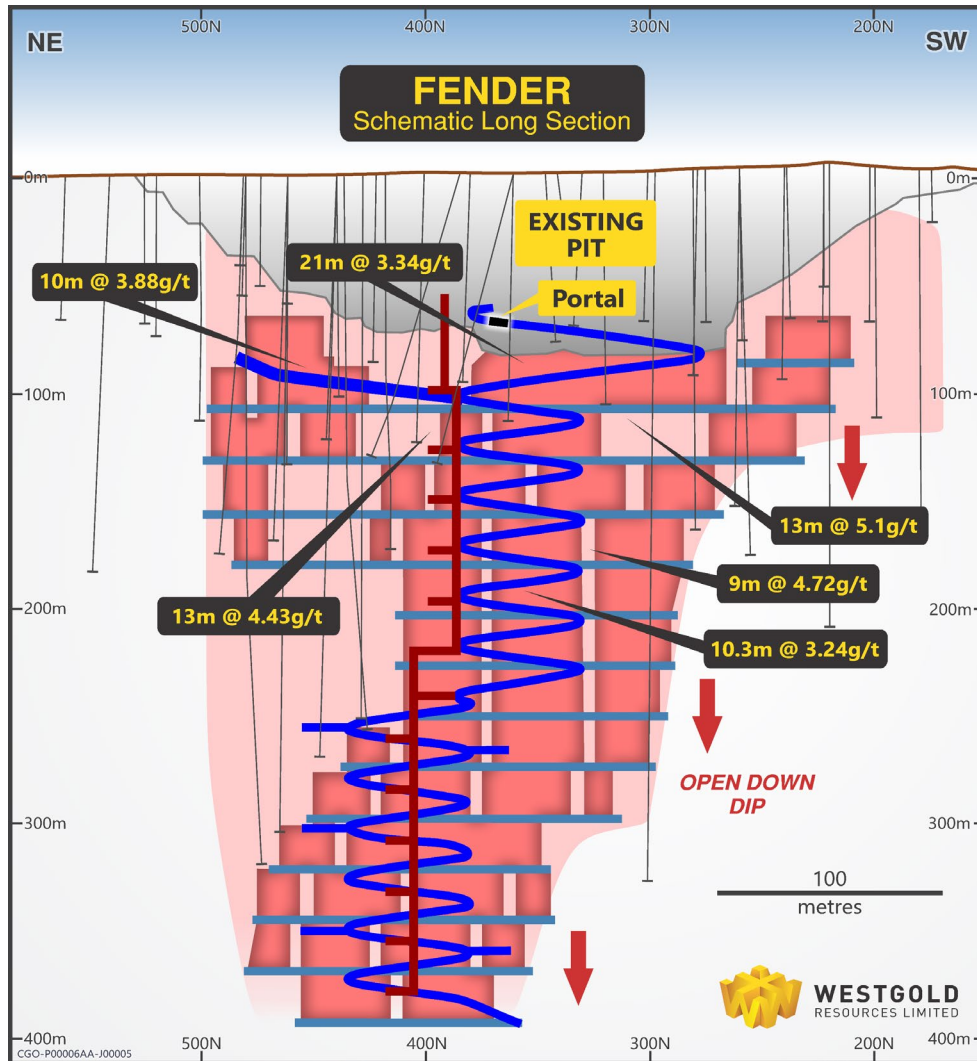 500N
400N
300N
200N
NE
SW
FENDER
Schematic Long Section
0m
0m
EXISTING
PIT
Portal
21m @ 3.34g/t
10m @ 3.88g/t
100m
100m
13m @ 5.1g/t
9m @ 4.72g/t
13m @ 4.43g/t
200m
200m
10.3m @ 3.24g/t
OPEN DOWN
DIP
300m
300m
100
metres
WESTGOLD
RESOURCES LIMITED
400m
500N
400N
300N
200N
400m
CGO-P00006AA-J00005